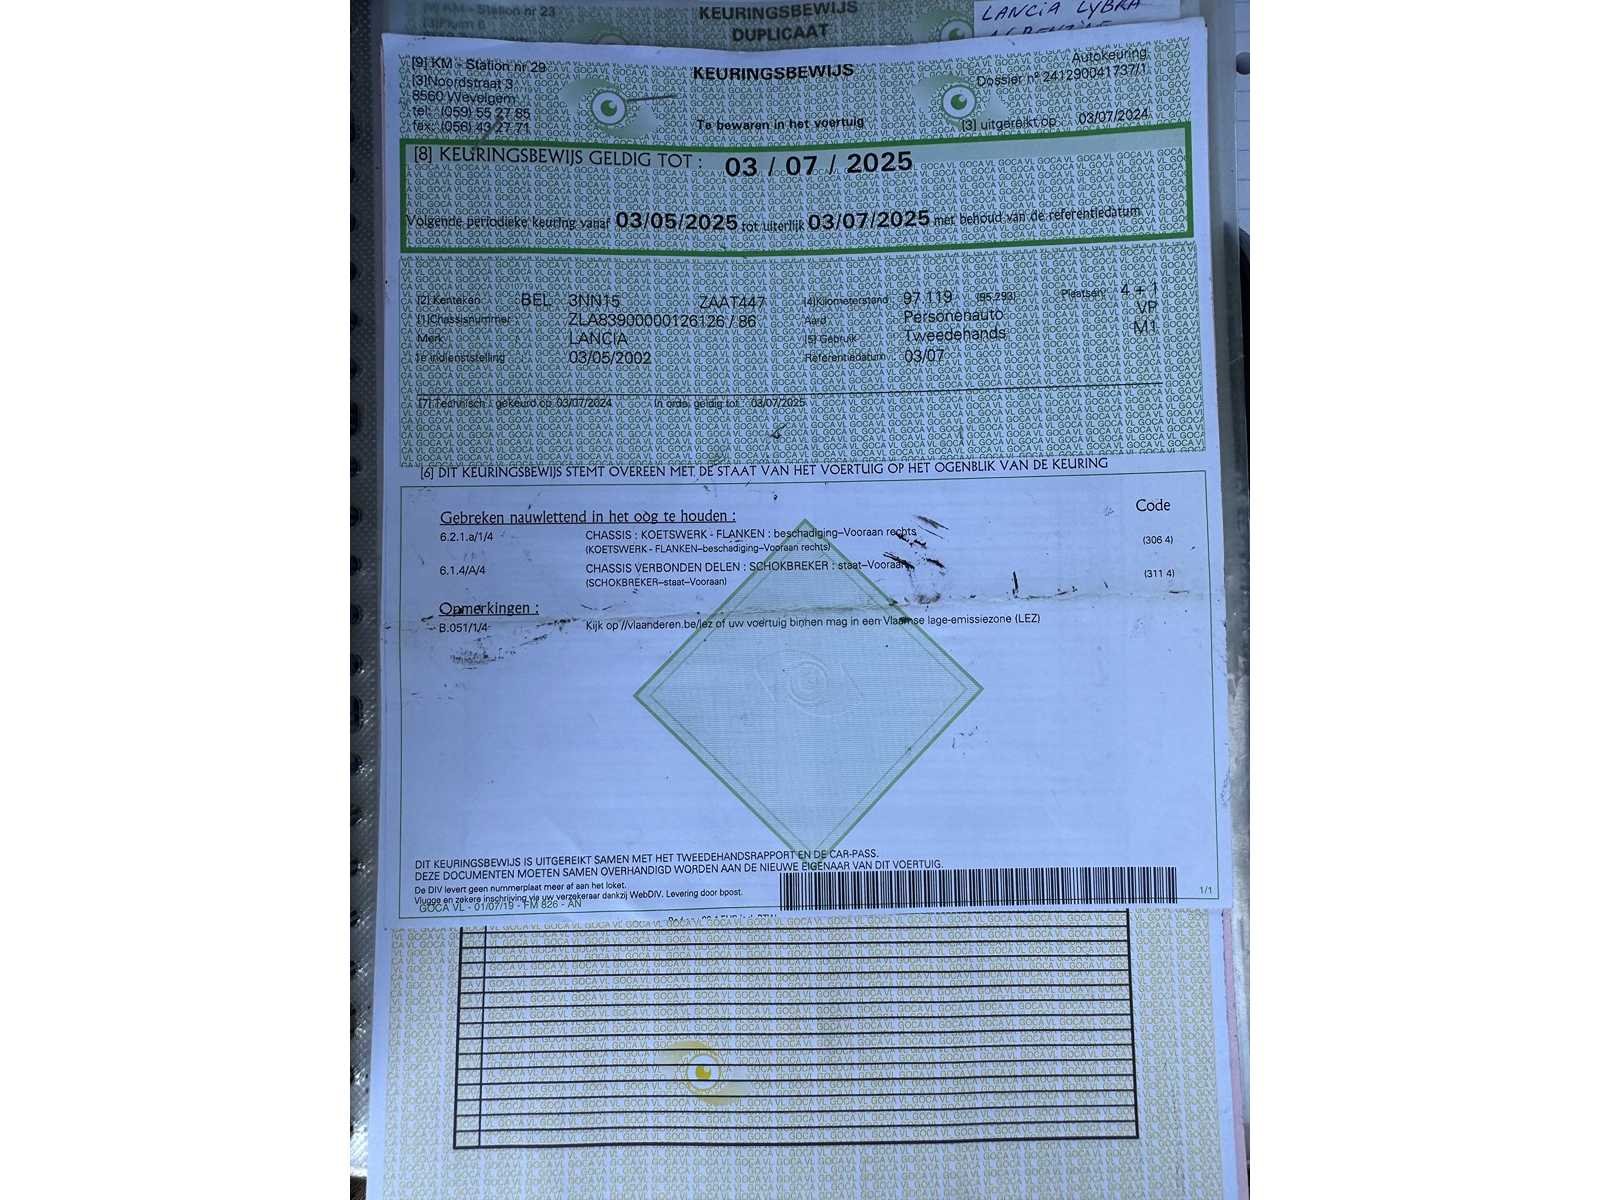 [9] KM - Station nr 23
KEURINGSBEWIJS
DUPLICAAT
LANCIA LYBRA
[9] KM - Station nr 29
[3]Noordstraat 3
8560 Wevelgem
tel: (059) 55 27 85
fax: (056) 43 27 71
KEURINGSBEWIJS
Te bewaren in het voertuig
Autokeuring
Dossier n° 241290041737/1
[3] uitgereikt op 03/07/2024
[8] KEURINGSBEWIJS GELDIG TOT : 03 / 07 / 2025
Volgende periodieke keuring vanaf 03/05/2025 tot uiterlijk 03/07/2025 met behoud van de referentiedatum
[2] Kenteken BEL 3NN15 ZAAT447 [4]Kilometerstand 97 119 (95.293) Plaatsen 4 + 1
[1]Chassisnummer ZLA83900000126126 / 86 Aard Personenauto VP
Merk LANCIA [5] Gebruik Tweedehands M1
1e indienststelling 03/05/2002 Referentiedatum 03/07
[7] Technisch : gekeurd op 03/07/2024 In orde, geldig tot 03/07/2025
[6] DIT KEURINGSBEWIJS STEMT OVEREEN MET DE STAAT VAN HET VOERTUIG OP HET OGENBLIK VAN DE KEURING
Code
Gebreken nauwlettend in het oog te houden :
6.2.1.a/1/4 CHASSIS : KOETSWERK - FLANKEN : beschadiging–Vooraan rechts (306 4)
(KOETSWERK - FLANKEN–beschadiging–Vooraan rechts)
6.1.4/A/4 CHASSIS VERBONDEN DELEN : SCHOKBREKER : staat–Vooraan (311 4)
(SCHOKBREKER–staat–Vooraan)
Opmerkingen :
B.051/1/4 Kijk op //vlaanderen.be/lez of uw voertuig binnen mag in een Vlaamse lage-emissiezone (LEZ)
DIT KEURINGSBEWIJS IS UITGEREIKT SAMEN MET HET TWEEDEHANDSRAPPORT EN DE CAR-PASS.
DEZE DOCUMENTEN MOETEN SAMEN OVERHANDIGD WORDEN AAN DE NIEUWE EIGENAAR VAN DIT VOERTUIG.
De DIV levert geen nummerplaat meer af aan het loket.
Vlugge en zekere inschrijving via uw verzekeraar dankzij WebDIV. Levering door bpost.
GOCA VL - 01/07/19 - FM 826 - AN
1/1